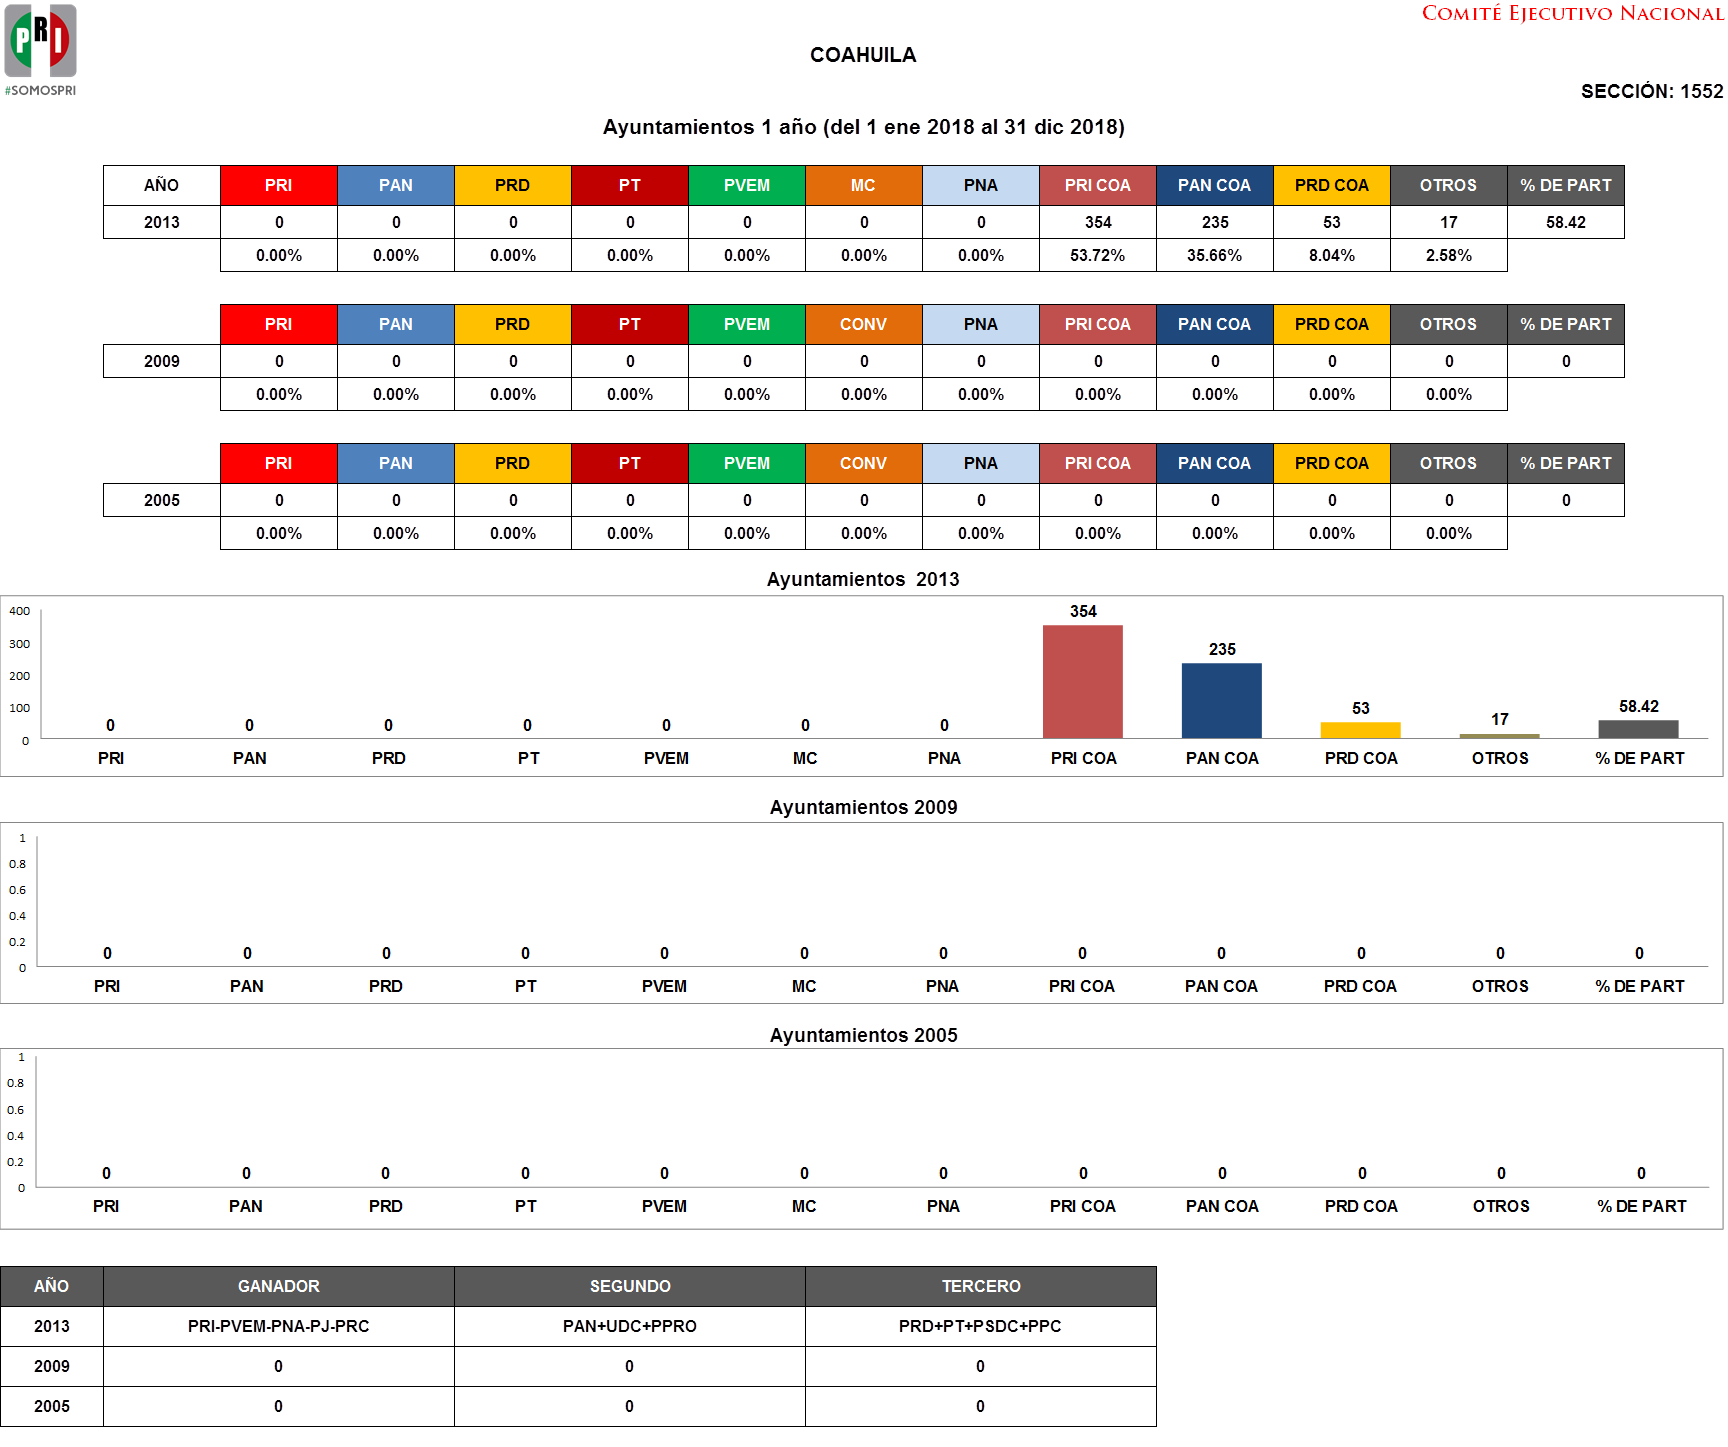 PRI
#SOMOSPRI
COMITÉ EJECUTIVO NACIONAL
COAHUILA
SECCIÓN: 1552
Ayuntamientos 1 año (del 1 ene 2018 al 31 dic 2018)
AÑO PRI PAN PRD PT PVEM MC PNA PRI COA PAN COA PRD COA OTROS % DE PART
2013 0 0 0 0 0 0 0 354 235 53 17 58.42
0.00% 0.00% 0.00% 0.00% 0.00% 0.00% 0.00% 53.72% 35.66% 8.04% 2.58%
PRI PAN PRD PT PVEM CONV PNA PRI COA PAN COA PRD COA OTROS % DE PART
2009 0 0 0 0 0 0 0 0 0 0 0 0
0.00% 0.00% 0.00% 0.00% 0.00% 0.00% 0.00% 0.00% 0.00% 0.00% 0.00%
PRI PAN PRD PT PVEM CONV PNA PRI COA PAN COA PRD COA OTROS % DE PART
2005 0 0 0 0 0 0 0 0 0 0 0 0
0.00% 0.00% 0.00% 0.00% 0.00% 0.00% 0.00% 0.00% 0.00% 0.00% 0.00%
Ayuntamientos 2013
400
300
200
100
0
0 0 0 0 0 0 0 354 235 53 17 58.42
PRI PAN PRD PT PVEM MC PNA PRI COA PAN COA PRD COA OTROS % DE PART
Ayuntamientos 2009
1
0.8
0.6
0.4
0.2
0
0 0 0 0 0 0 0 0 0 0 0 0
PRI PAN PRD PT PVEM MC PNA PRI COA PAN COA PRD COA OTROS % DE PART
Ayuntamientos 2005
1
0.8
0.6
0.4
0.2
0
0 0 0 0 0 0 0 0 0 0 0 0
PRI PAN PRD PT PVEM MC PNA PRI COA PAN COA PRD COA OTROS % DE PART
AÑO GANADOR SEGUNDO TERCERO
2013 PRI-PVEM-PNA-PJ-PRC PAN+UDC+PPRO PRD+PT+PSDC+PPC
2009 0 0 0
2005 0 0 0